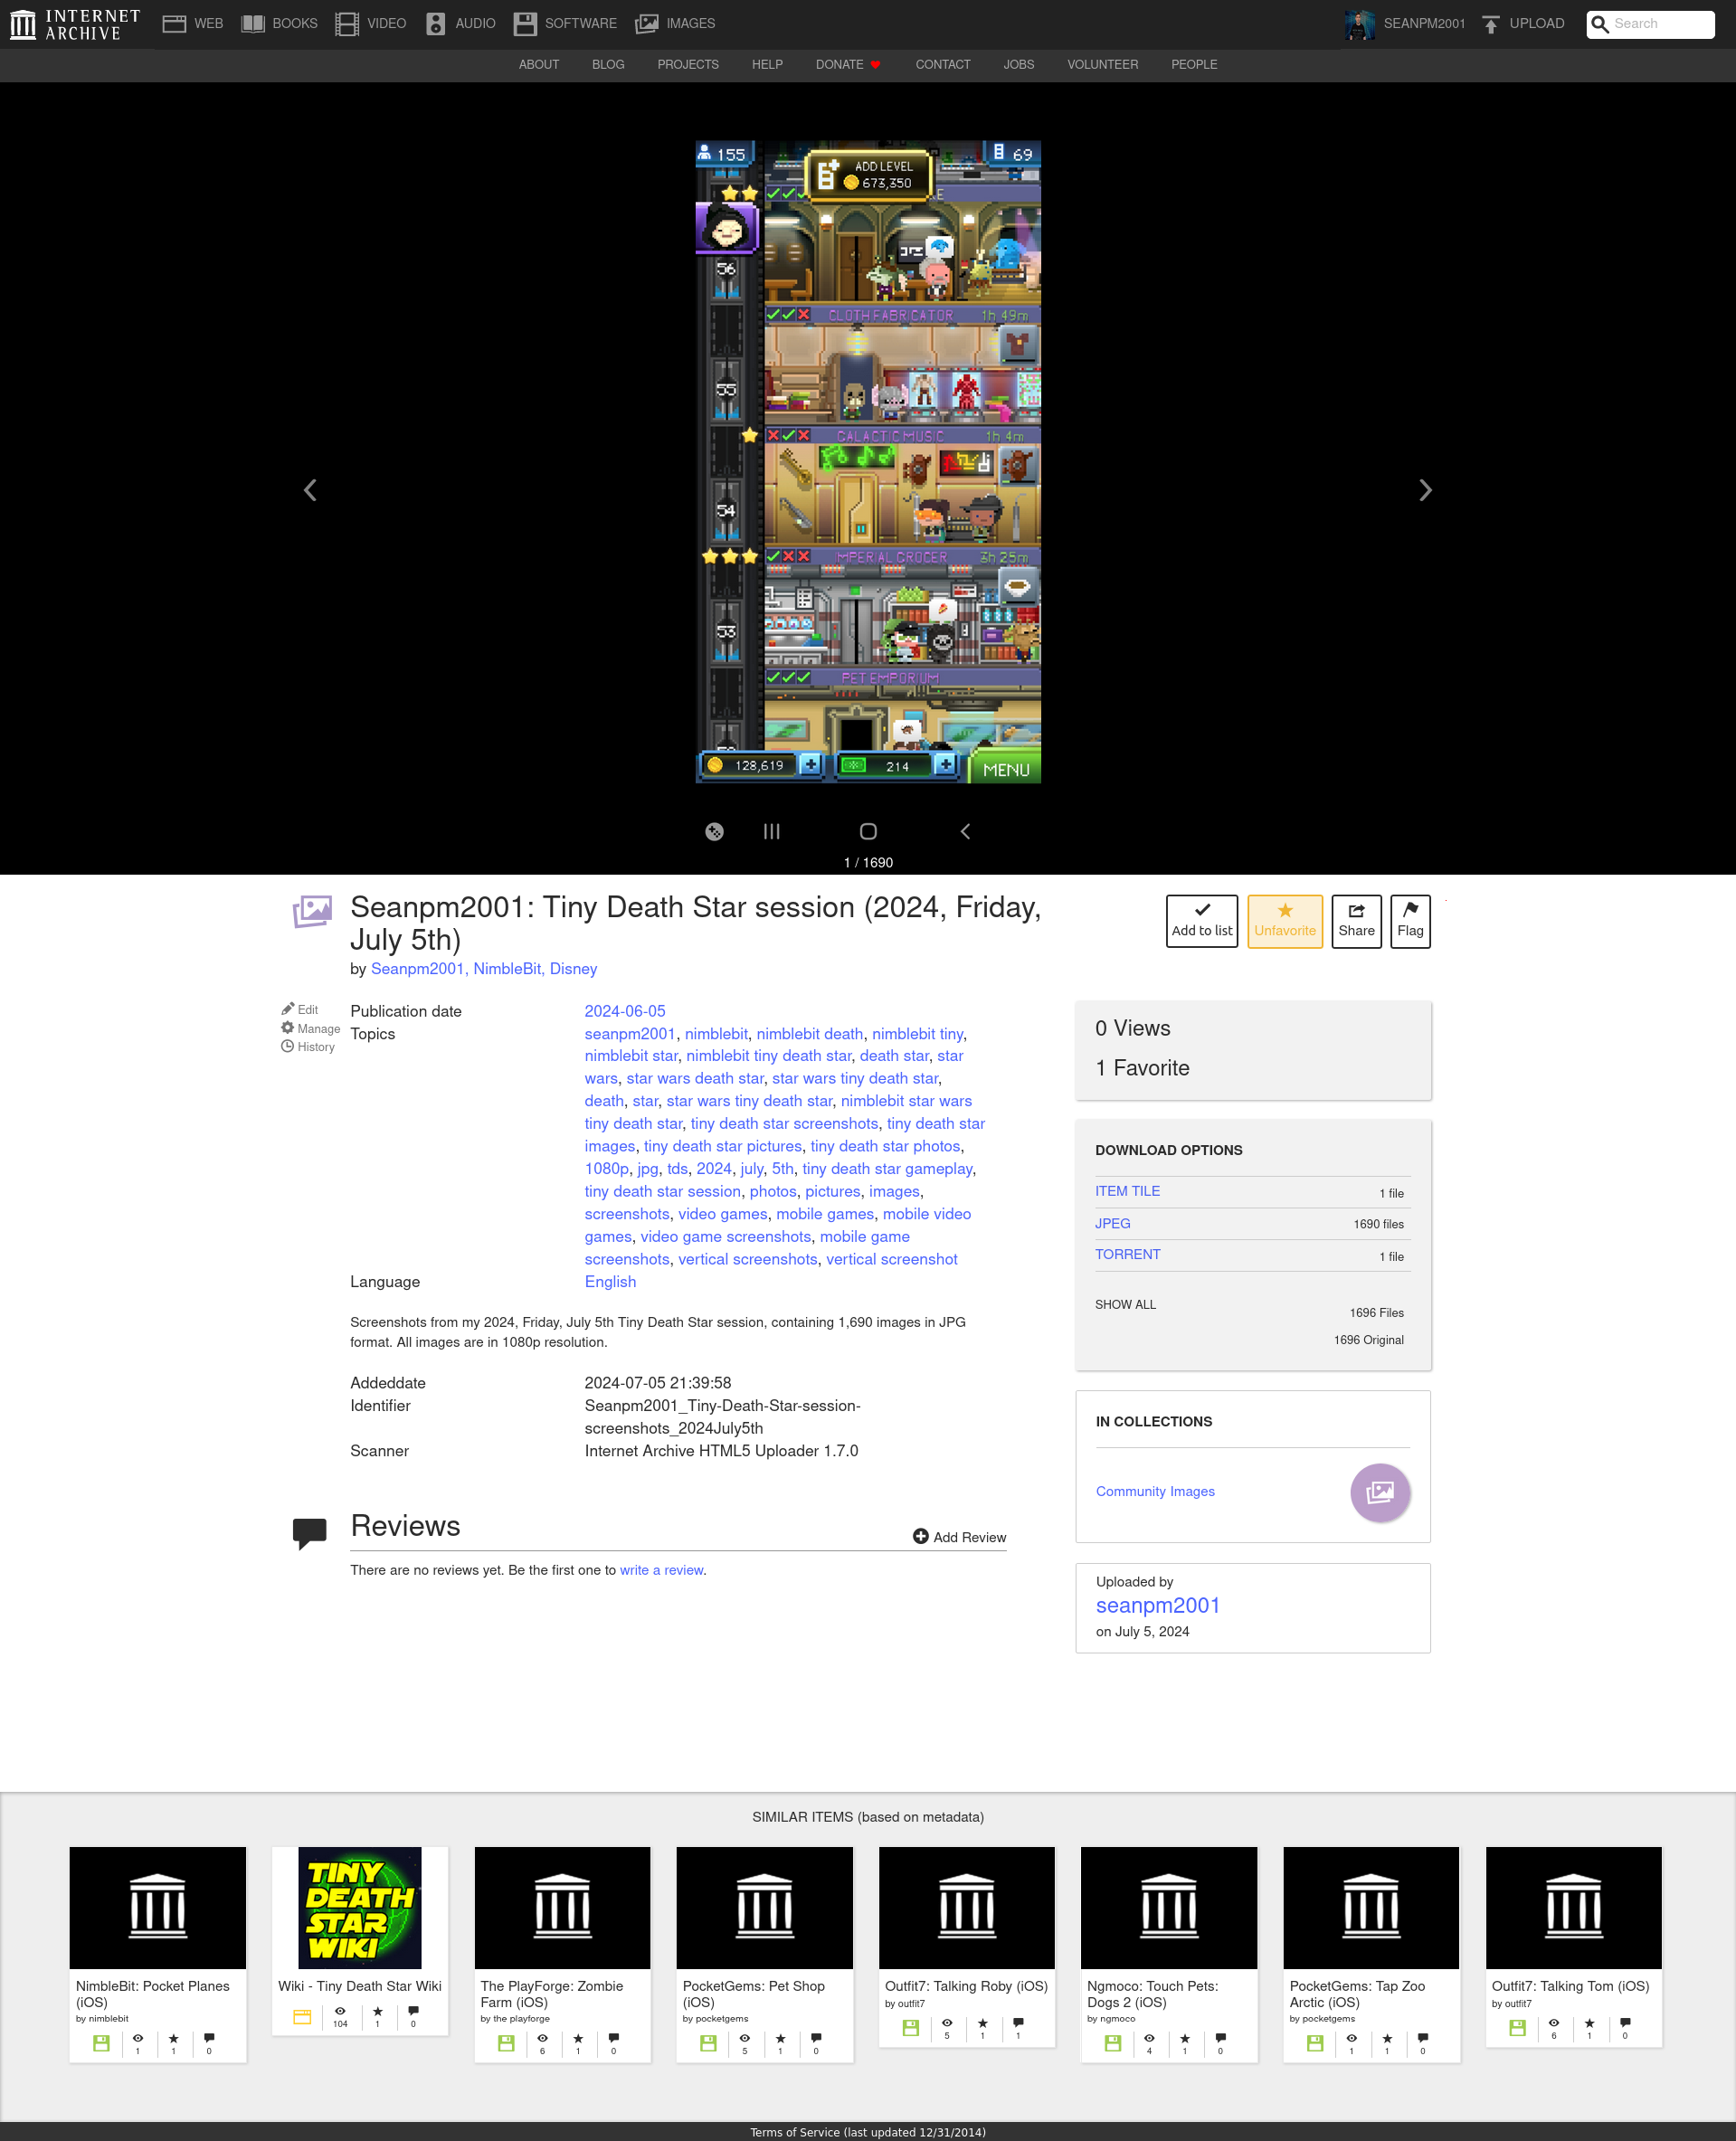 INTERNET ARCHIVE
WEB BOOKS VIDEO AUDIO SOFTWARE IMAGES
SEANPM2001 UPLOAD Search
ABOUT BLOG PROJECTS HELP DONATE CONTACT JOBS VOLUNTEER PEOPLE
155
ADD LEVEL
673,350
69
E
56
CLOTH FABRICATOR 1h 49m
55
GALACTIC MUSIC 1h 4m
54
IMPERIAL GROCER 3h 25m
53
PET EMPORIUM
128,619
214
MENU
1 / 1690
Seanpm2001: Tiny Death Star session (2024, Friday,
July 5th)
by Seanpm2001, NimbleBit, Disney
Add to list Unfavorite Share Flag
Edit
Manage
History
Publication date 2024-06-05
Topics seanpm2001, nimblebit, nimblebit death, nimblebit tiny,
nimblebit star, nimblebit tiny death star, death star, star
wars, star wars death star, star wars tiny death star,
death, star, star wars tiny death star, nimblebit star wars
tiny death star, tiny death star screenshots, tiny death star
images, tiny death star pictures, tiny death star photos,
1080p, jpg, tds, 2024, july, 5th, tiny death star gameplay,
tiny death star session, photos, pictures, images,
screenshots, video games, mobile games, mobile video
games, video game screenshots, mobile game
screenshots, vertical screenshots, vertical screenshot
Language English
Screenshots from my 2024, Friday, July 5th Tiny Death Star session, containing 1,690 images in JPG
format. All images are in 1080p resolution.
Addeddate 2024-07-05 21:39:58
Identifier Seanpm2001_Tiny-Death-Star-session-
screenshots_2024July5th
Scanner Internet Archive HTML5 Uploader 1.7.0
Reviews
Add Review
There are no reviews yet. Be the first one to write a review.
0 Views
1 Favorite
DOWNLOAD OPTIONS
ITEM TILE 1 file
JPEG 1690 files
TORRENT 1 file
SHOW ALL 1696 Files
1696 Original
IN COLLECTIONS
Community Images
Uploaded by
seanpm2001
on July 5, 2024
SIMILAR ITEMS (based on metadata)
NimbleBit: Pocket Planes
(iOS)
by nimblebit
1 1 0
TINY
DEATH
STAR
WIKI
Wiki - Tiny Death Star Wiki
104 1 0
The PlayForge: Zombie
Farm (iOS)
by the playforge
6 1 0
PocketGems: Pet Shop
(iOS)
by pocketgems
5 1 0
Outfit7: Talking Roby (iOS)
by outfit7
5 1 1
Ngmoco: Touch Pets:
Dogs 2 (iOS)
by ngmoco
4 1 0
PocketGems: Tap Zoo
Arctic (iOS)
by pocketgems
1 1 0
Outfit7: Talking Tom (iOS)
by outfit7
6 1 0
Terms of Service (last updated 12/31/2014)